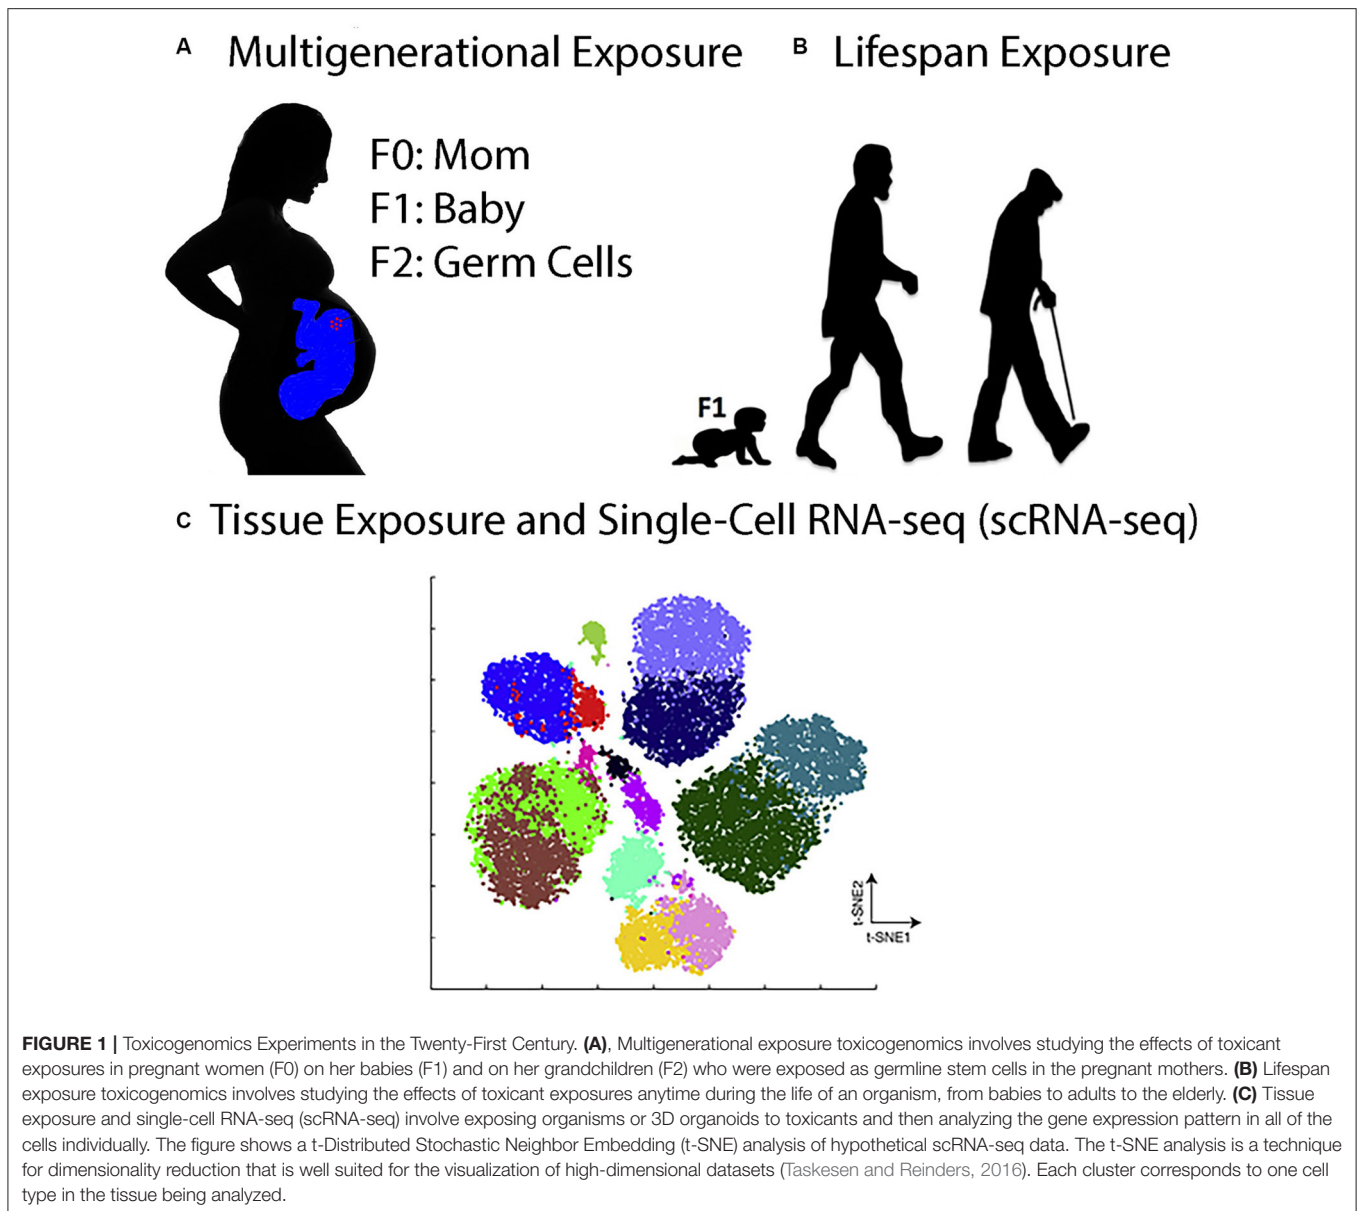 A Multigenerational Exposure
B Lifespan Exposure
F0: Mom
F1: Baby
F2: Germ Cells
F1
C Tissue Exposure and Single-Cell RNA-seq (scRNA-seq)
t-SNE2
t-SNE1
FIGURE 1 | Toxicogenomics Experiments in the Twenty-First Century. (A), Multigenerational exposure toxicogenomics involves studying the effects of toxicant
exposures in pregnant women (F0) on her babies (F1) and on her grandchildren (F2) who were exposed as germline stem cells in the pregnant mothers. (B) Lifespan
exposure toxicogenomics involves studying the effects of toxicant exposures anytime during the life of an organism, from babies to adults to the elderly. (C) Tissue
exposure and single-cell RNA-seq (scRNA-seq) involve exposing organisms or 3D organoids to toxicants and then analyzing the gene expression pattern in all of the
cells individually. The figure shows a t-Distributed Stochastic Neighbor Embedding (t-SNE) analysis of hypothetical scRNA-seq data. The t-SNE analysis is a technique
for dimensionality reduction that is well suited for the visualization of high-dimensional datasets (Taskesen and Reinders, 2016). Each cluster corresponds to one cell
type in the tissue being analyzed.